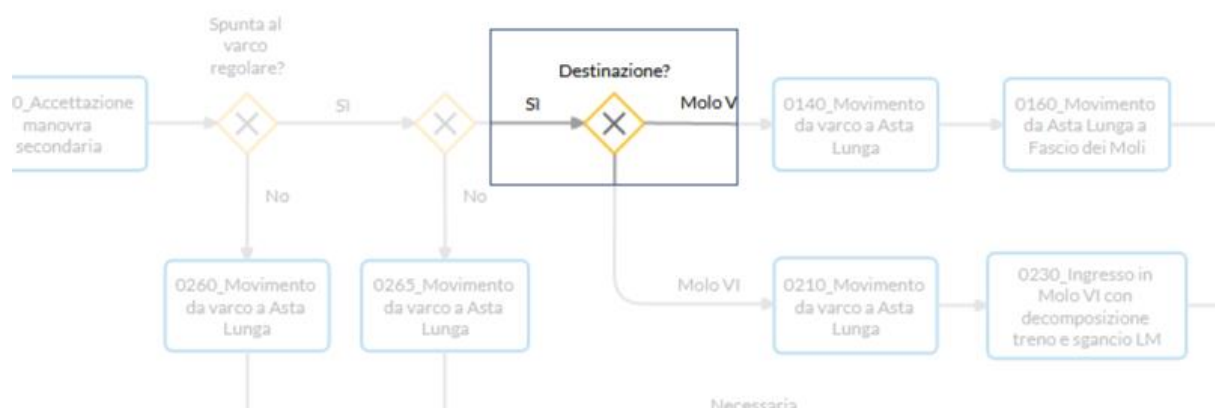 Spunta al
varco
regolare?
Destinazione?
0_Accettazione
manovra
secondaria
SI
SI
Molo V
0140_Movimento
da varco a Asta
Lunga
0160_Movimento
da Asta Lunga a
Fascio dei Moli
No
No
0260_Movimento
da varco a Asta
Lunga
0265_Movimento
da varco a Asta
Lunga
Molo VI
0210_Movimento
da varco a Asta
Lunga
0230_Ingresso in
Molo VI con
decomposizione
treno e sgancio LM
Necessaria